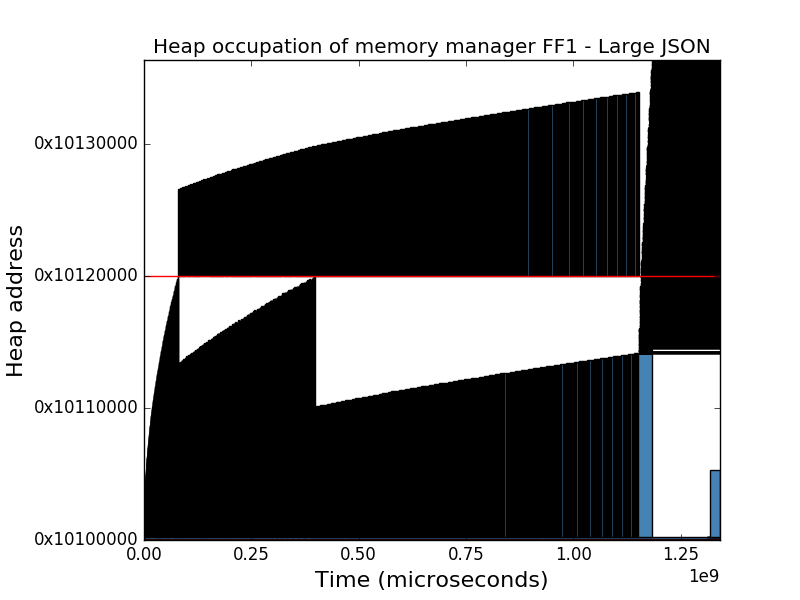 Heap occupation of memory manager FF1 - Large JSON
Heap address
0x10130000
0x10120000
0x10110000
0x10100000
0.00 0.25 0.50 0.75 1.00 1.25
1e9
Time (microseconds)